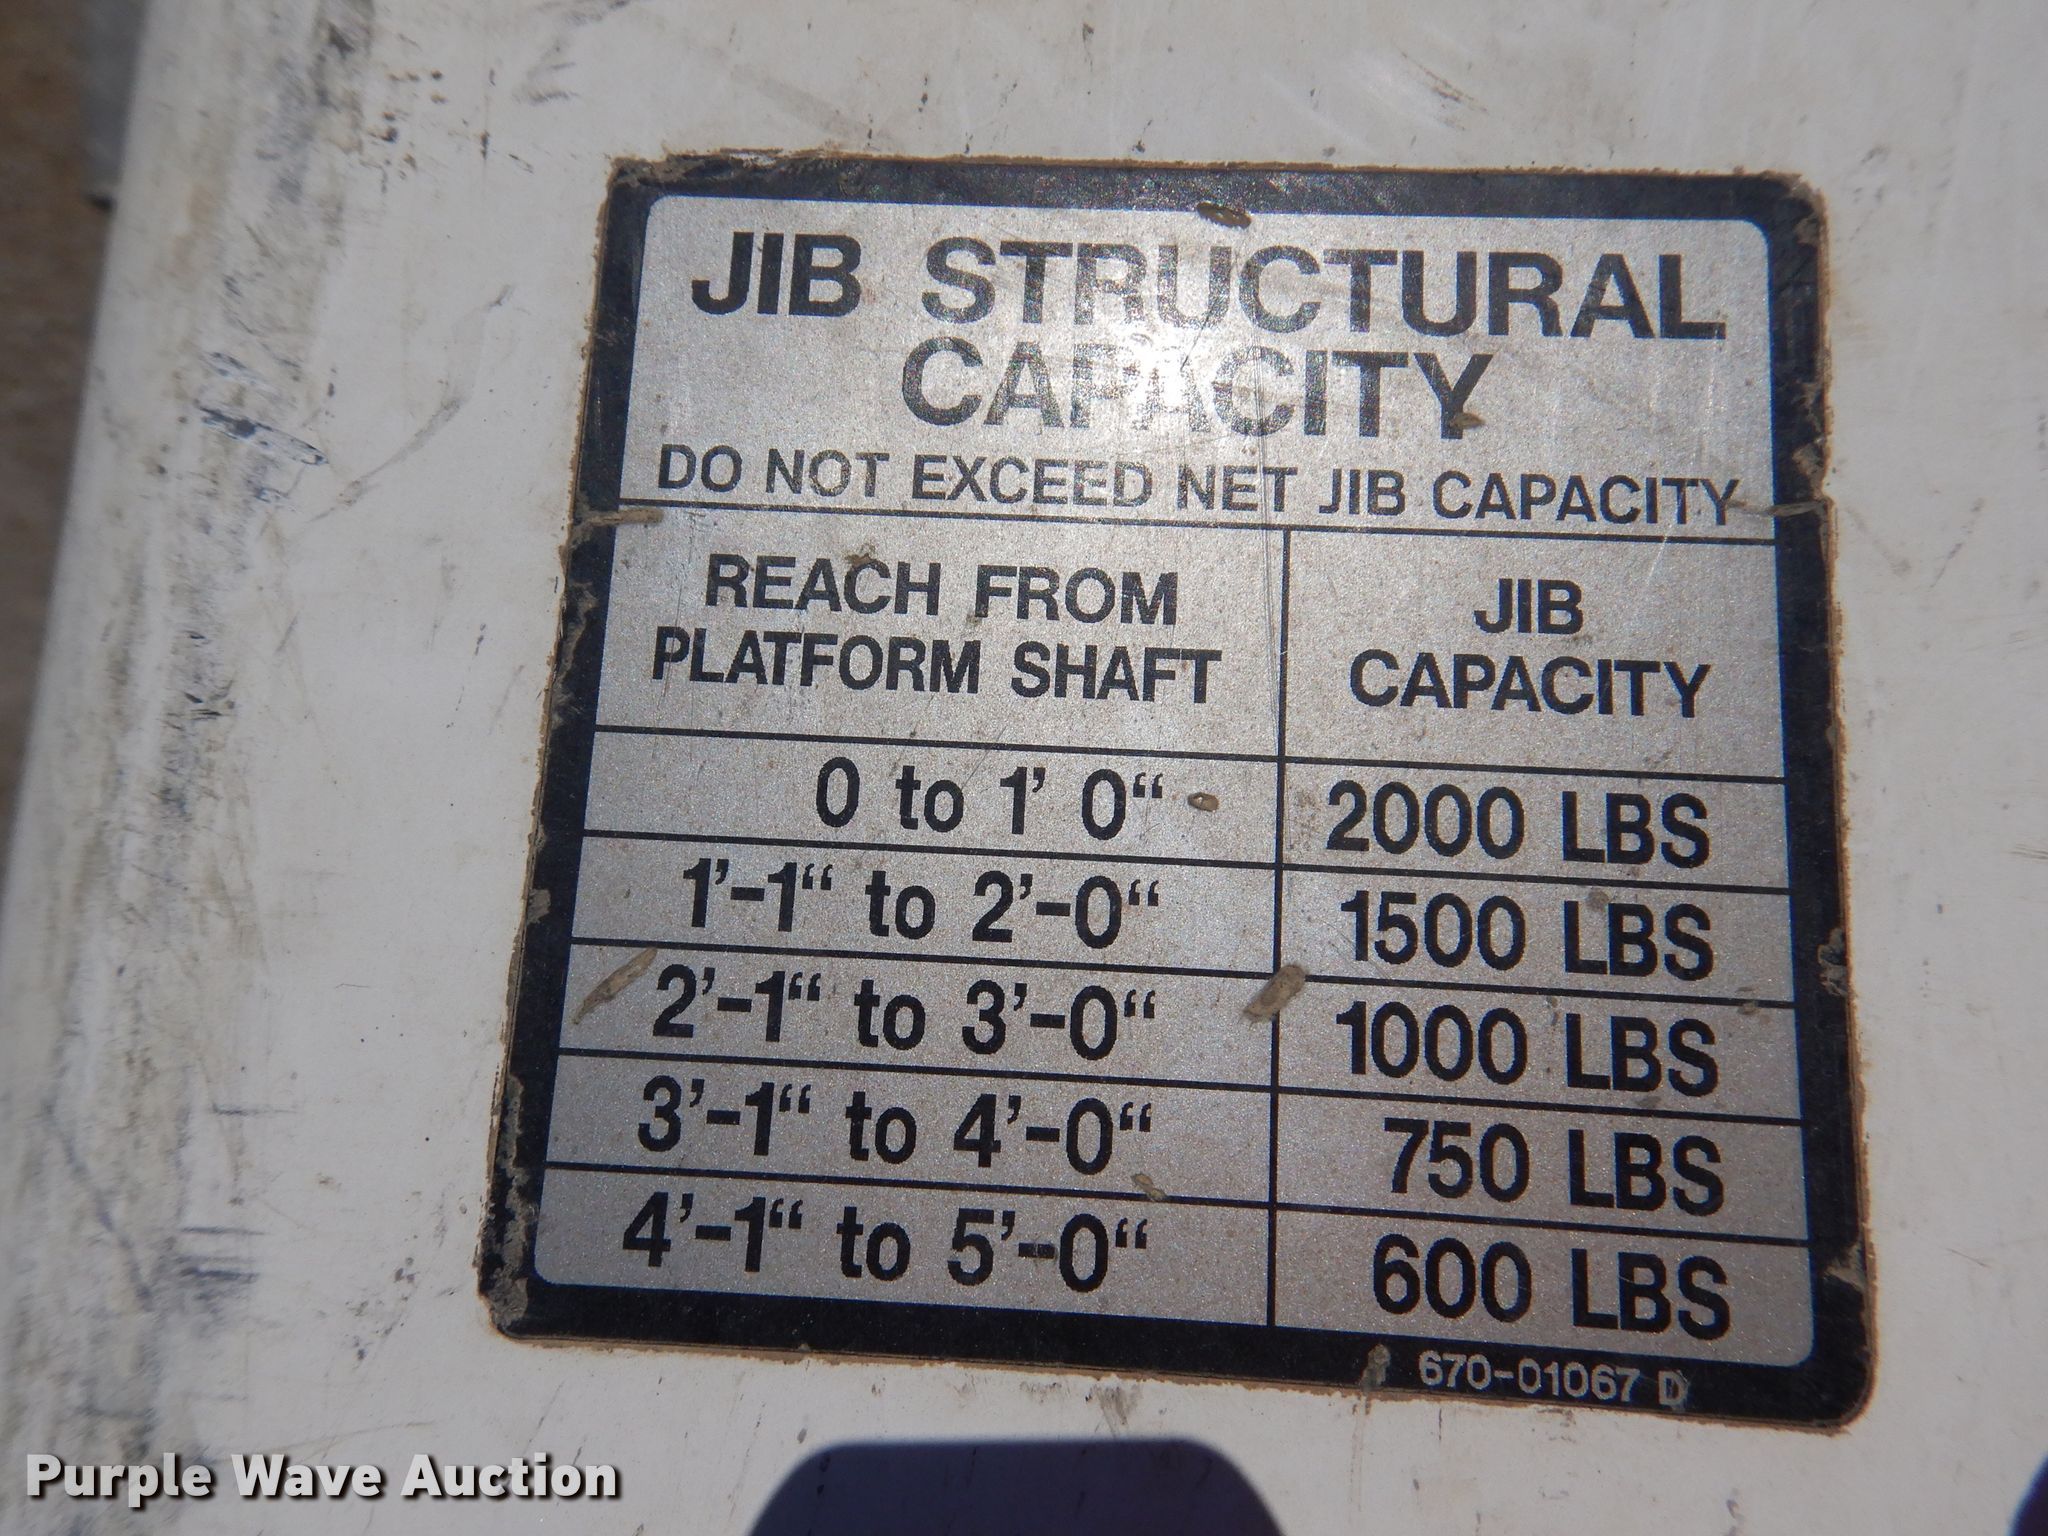 JIB STRUCTURAL
CAPACITY
DO NOT EXCEED NET JIB CAPACITY
REACH FROM
PLATFORM SHAFT
JIB
CAPACITY
0 to 1' 0“ 2000 LBS
1'-1“ to 2'-0“ 1500 LBS
2'-1“ to 3'-0“ 1000 LBS
3'-1“ to 4'-0“ 750 LBS
4'-1“ to 5'-0“ 600 LBS
670-01067 D
Purple Wave Auction